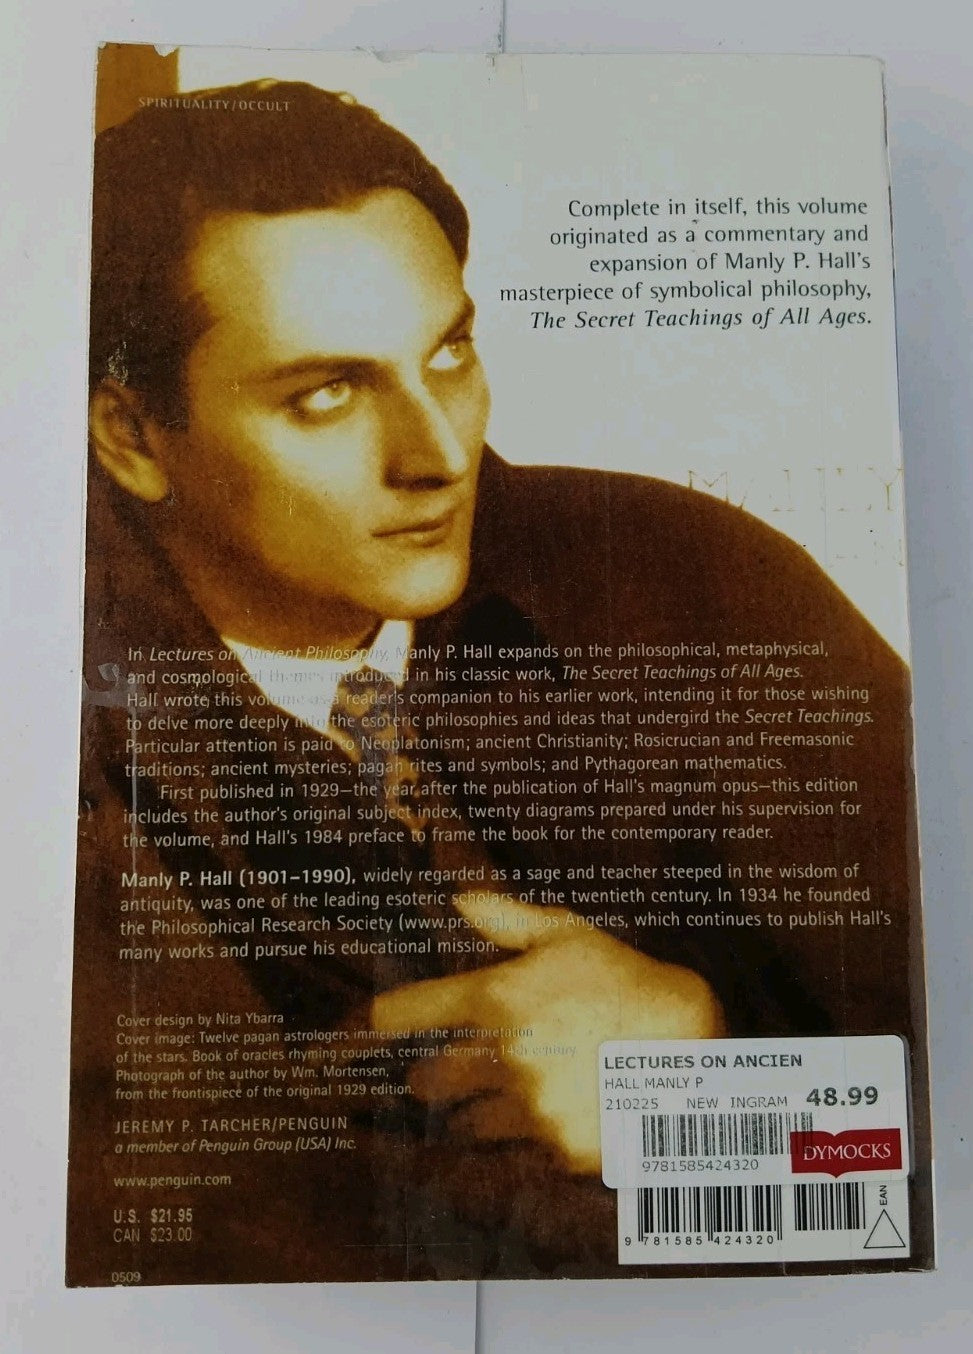 SPIRITUALITY/OCCULT
Complete in itself, this volume
originated as a commentary and
expansion of Manly P. Hall's
masterpiece of symbolical philosophy,
The Secret Teachings of All Ages.
MANLY
In Lectures on Ancient Philosophy, Manly P. Hall expands on the philosophical, metaphysical,
and cosmological themes introduced in his classic work, The Secret Teachings of All Ages.
Hall wrote this volume as a reader's companion to his earlier work, intending it for those wishing
to delve more deeply into the esoteric philosophies and ideas that undergird the Secret Teachings.
Particular attention is paid to Neoplatonism; ancient Christianity; Rosicrucian and Freemasonic
traditions; ancient mysteries; pagan rites and symbols; and Pythagorean mathematics.
First published in 1929—the year after the publication of Hall's magnum opus—this edition
includes the author's original subject index, twenty diagrams prepared under his supervision for
the volume, and Hall's 1984 preface to frame the book for the contemporary reader.
Manly P. Hall (1901–1990), widely regarded as a sage and teacher steeped in the wisdom of
antiquity, was one of the leading esoteric scholars of the twentieth century. In 1934 he founded
the Philosophical Research Society (www.prs.org), in Los Angeles, which continues to publish Hall's
many works and pursue his educational mission.
Cover design by Nita Ybarra
Cover image: Twelve pagan astrologers immersed in the interpretation
of the stars. Book of oracles rhyming couplets, central Germany 14th century.
Photograph of the author by Wm. Mortensen,
from the frontispiece of the original 1929 edition.
JEREMY P. TARCHER/PENGUIN
a member of Penguin Group (USA) Inc.
www.penguin.com
U.S. $21.95
CAN $23.00
0509
LECTURES ON ANCIEN
HALL MANLY P
210225 NEW INGRAM 48.99
9781585424320
DYMOCKS
EAN
9 781585 424320